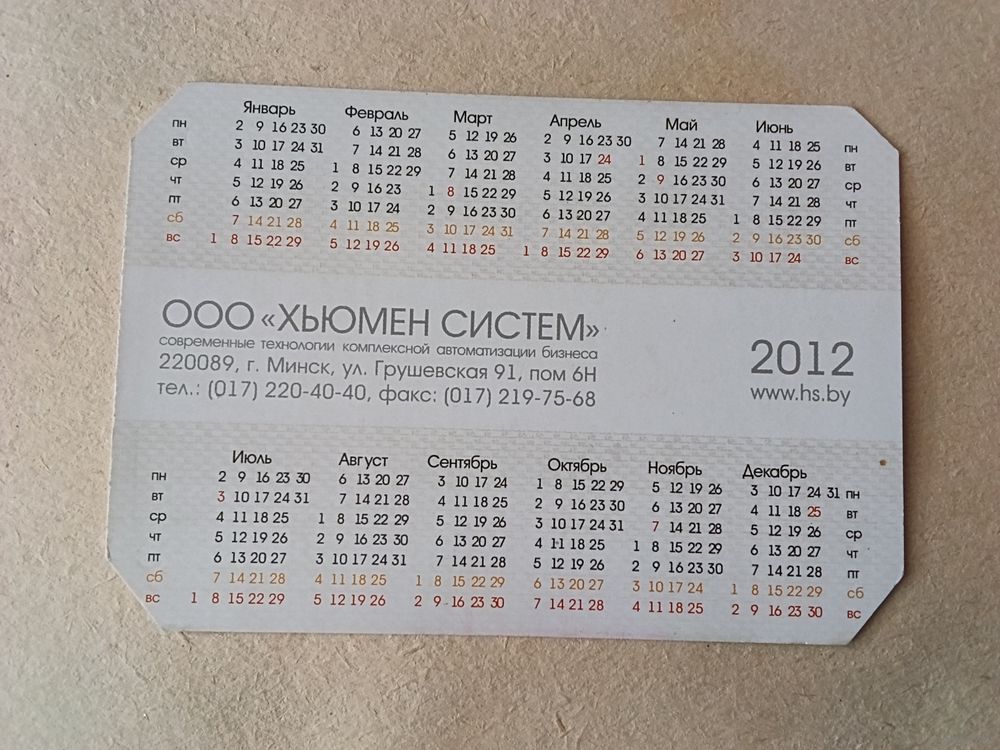 Январь Февраль Март Апрель Май Июнь
пн 2 9 16 23 30 6 13 20 27 5 12 19 26 2 9 16 23 30 7 14 21 28 4 11 18 25 пн
вт 3 10 17 24 31 7 14 21 28 6 13 20 27 3 10 17 24 1 8 15 22 29 5 12 19 26 вт
ср 4 11 18 25 1 8 15 22 29 7 14 21 28 4 11 18 25 2 9 16 23 30 6 13 20 27 ср
чт 5 12 19 26 2 9 16 23 1 8 15 22 29 5 12 19 26 3 10 17 24 31 7 14 21 28 чт
пт 6 13 20 27 3 10 17 24 2 9 16 23 30 6 13 20 27 4 11 18 25 1 8 15 22 29 пт
сб 7 14 21 28 4 11 18 25 3 10 17 24 31 7 14 21 28 5 12 19 26 2 9 16 23 30 сб
вс 1 8 15 22 29 5 12 19 26 4 11 18 25 1 8 15 22 29 6 13 20 27 3 10 17 24 вс
ООО «ХЬЮМЕН СИСТЕМ»
современные технологии комплексной автоматизации бизнеса
220089, г. Минск, ул. Грушевская 91, пом 6Н
тел.: (017) 220-40-40, факс: (017) 219-75-68
2012
www.hs.by
Июль Август Сентябрь Октябрь Ноябрь Декабрь
пн 2 9 16 23 30 6 13 20 27 3 10 17 24 1 8 15 22 29 5 12 19 26 3 10 17 24 31 пн
вт 3 10 17 24 31 7 14 21 28 4 11 18 25 2 9 16 23 30 6 13 20 27 4 11 18 25 вт
ср 4 11 18 25 1 8 15 22 29 5 12 19 26 3 10 17 24 31 7 14 21 28 5 12 19 26 ср
чт 5 12 19 26 2 9 16 23 30 6 13 20 27 4 11 18 25 1 8 15 22 29 6 13 20 27 чт
пт 6 13 20 27 3 10 17 24 31 7 14 21 28 5 12 19 26 2 9 16 23 30 7 14 21 28 пт
сб 7 14 21 28 4 11 18 25 1 8 15 22 29 6 13 20 27 3 10 17 24 1 8 15 22 29 сб
вс 1 8 15 22 29 5 12 19 26 2 9 16 23 30 7 14 21 28 4 11 18 25 2 9 16 23 30 вс